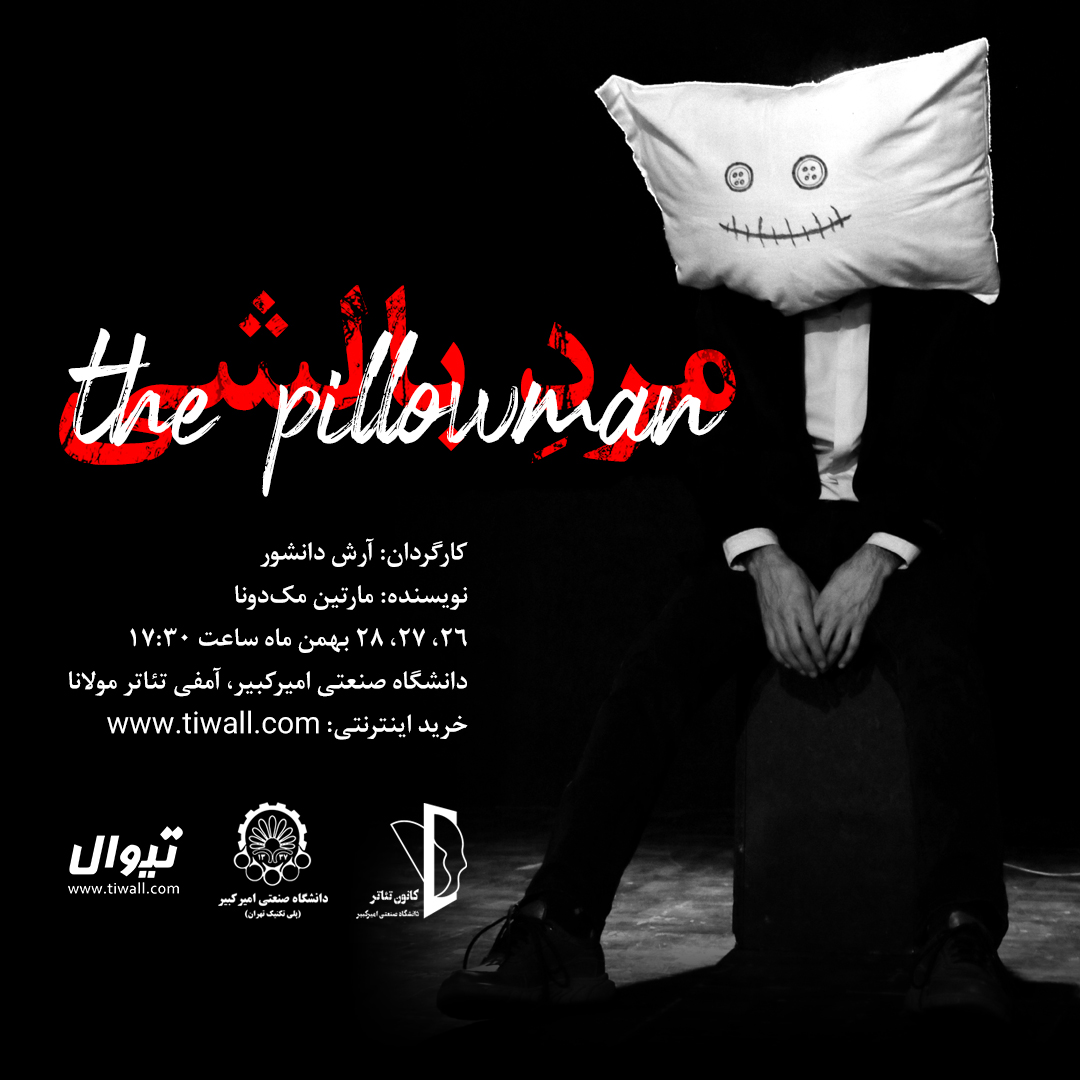 مردِ بالشی
the pillowman
کارگردان: آرش دانشور
نویسنده: مارتین مک‌دونا
۲۶، ۲۷، ۲۸ بهمن ماه ساعت ۱۷:۳۰
دانشگاه صنعتی امیرکبیر، آمفی تئاتر مولانا
خرید اینترنتی: www.tiwall.com
کانون تئاتر
دانشگاه صنعتی امیرکبیر
۱۳۳۷
دانشگاه صنعتی امیرکبیر
(پلی تکنیک تهران)
تیوال
www.tiwall.com